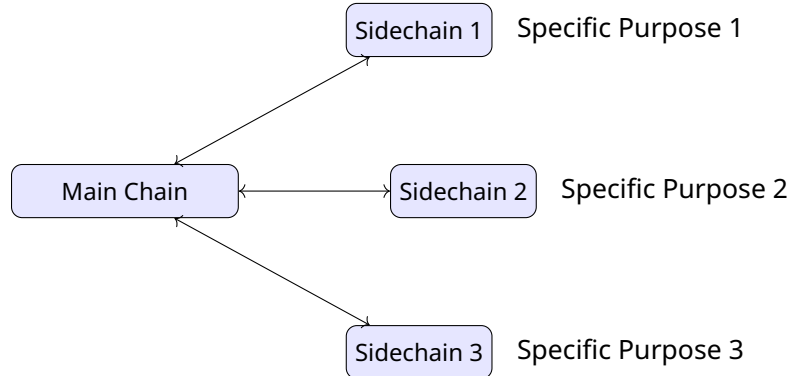 Sidechain 1 Specific Purpose 1
Main Chain Sidechain 2 Specific Purpose 2
Sidechain 3 Specific Purpose 3